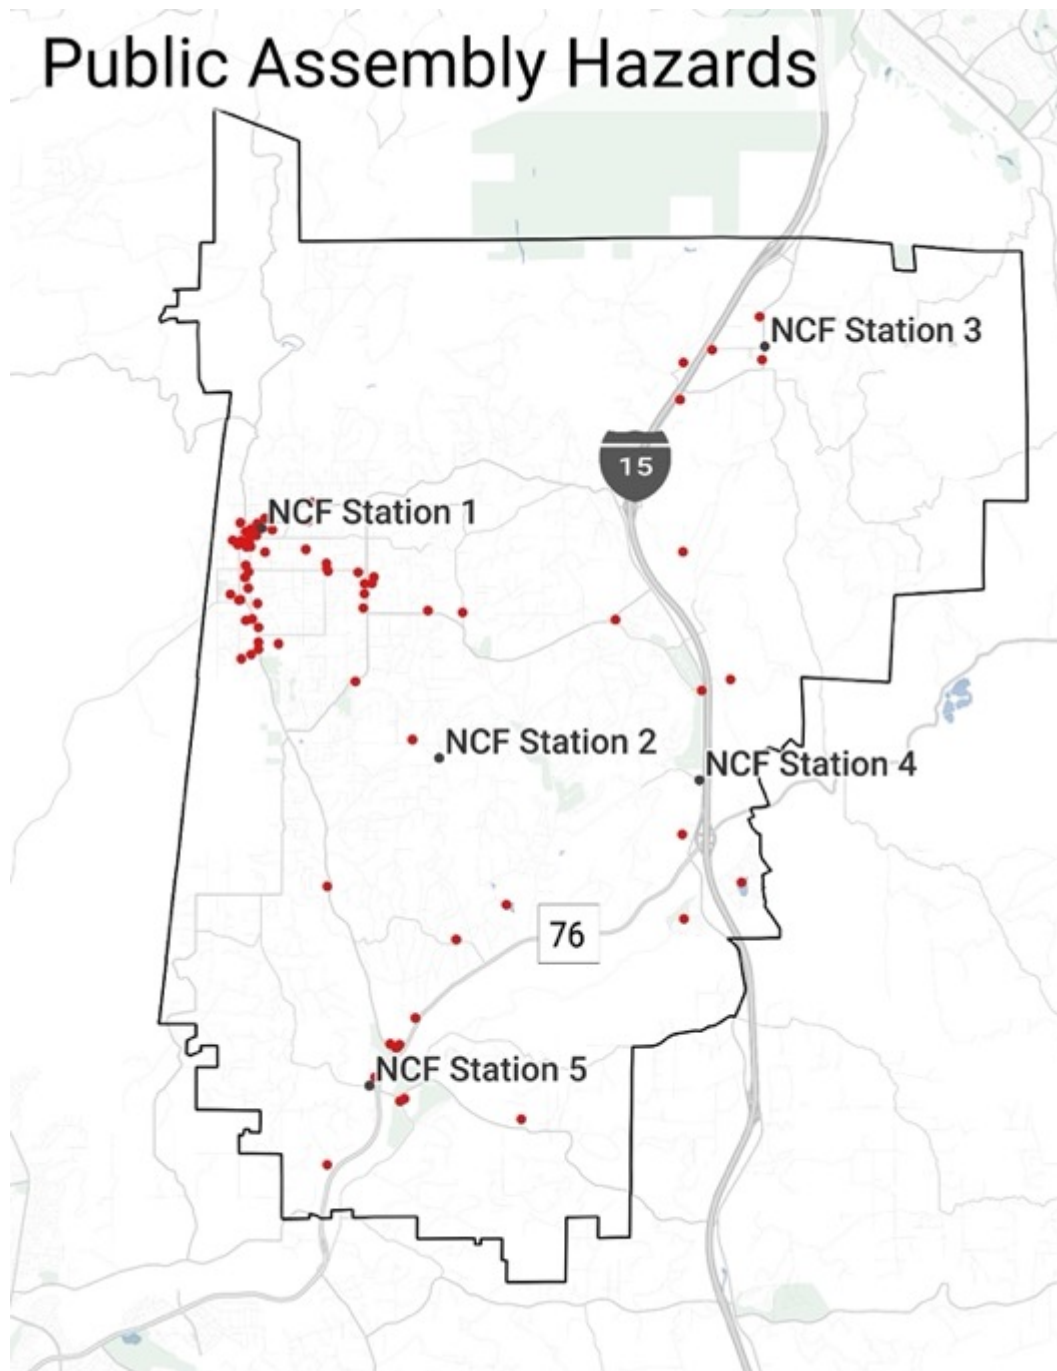 Public Assembly Hazards
NCF Station 3
15
NCF Station 1
NCF Station 2
NCF Station 4
76
NCF Station 5